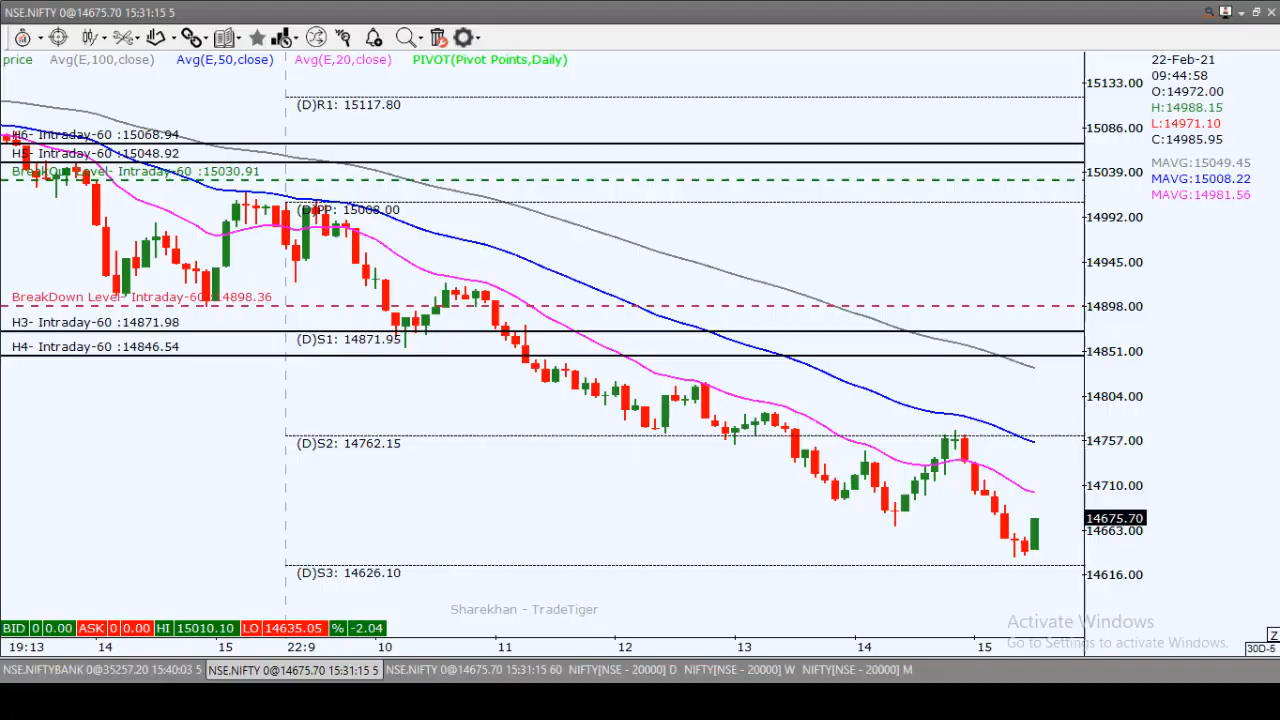 NSE.NIFTY 0@14675.70 15:31:15 5
price Avg(E,100,close) Avg(E,50,close) Avg(E,20,close) PIVOT(Pivot Points,Daily)
22-Feb-21
09:44:58
O:14972.00
H:14988.15
L:14971.10
C:14985.95
MAVG:15049.45
MAVG:15008.22
MAVG:14981.56
15133.00
15086.00
15039.00
14992.00
14945.00
14898.00
14851.00
14804.00
14757.00
14710.00
14675.70
14663.00
14616.00
(D)R1: 15117.80
H6- Intraday-60 :15068.94
H5- Intraday-60 :15048.92
BreakOut Level- Intraday-60 :15030.91
(D)PP: 15008.00
BreakDown Level- Intraday-60 :14898.36
H3- Intraday-60 :14871.98
(D)S1: 14871.95
H4- Intraday-60 :14846.54
(D)S2: 14762.15
(D)S3: 14626.10
Sharekhan - TradeTiger
Activate Windows
Go to Settings to activate Windows.
BID 0 0.00 ASK 0 0.00 HI 15010.10 LO 14635.05 % -2.04
19:13 14 15 22:9 10 11 12 13 14 15
Z
30D-5
NSE.NIFTYBANK 0@35257.20 15:40:03 5 NSE.NIFTY 0@14675.70 15:31:15 5 NSE.NIFTY 0@14675.70 15:31:15 60 NIFTY[NSE - 20000] D NIFTY[NSE - 20000] W NIFTY[NSE - 20000] M